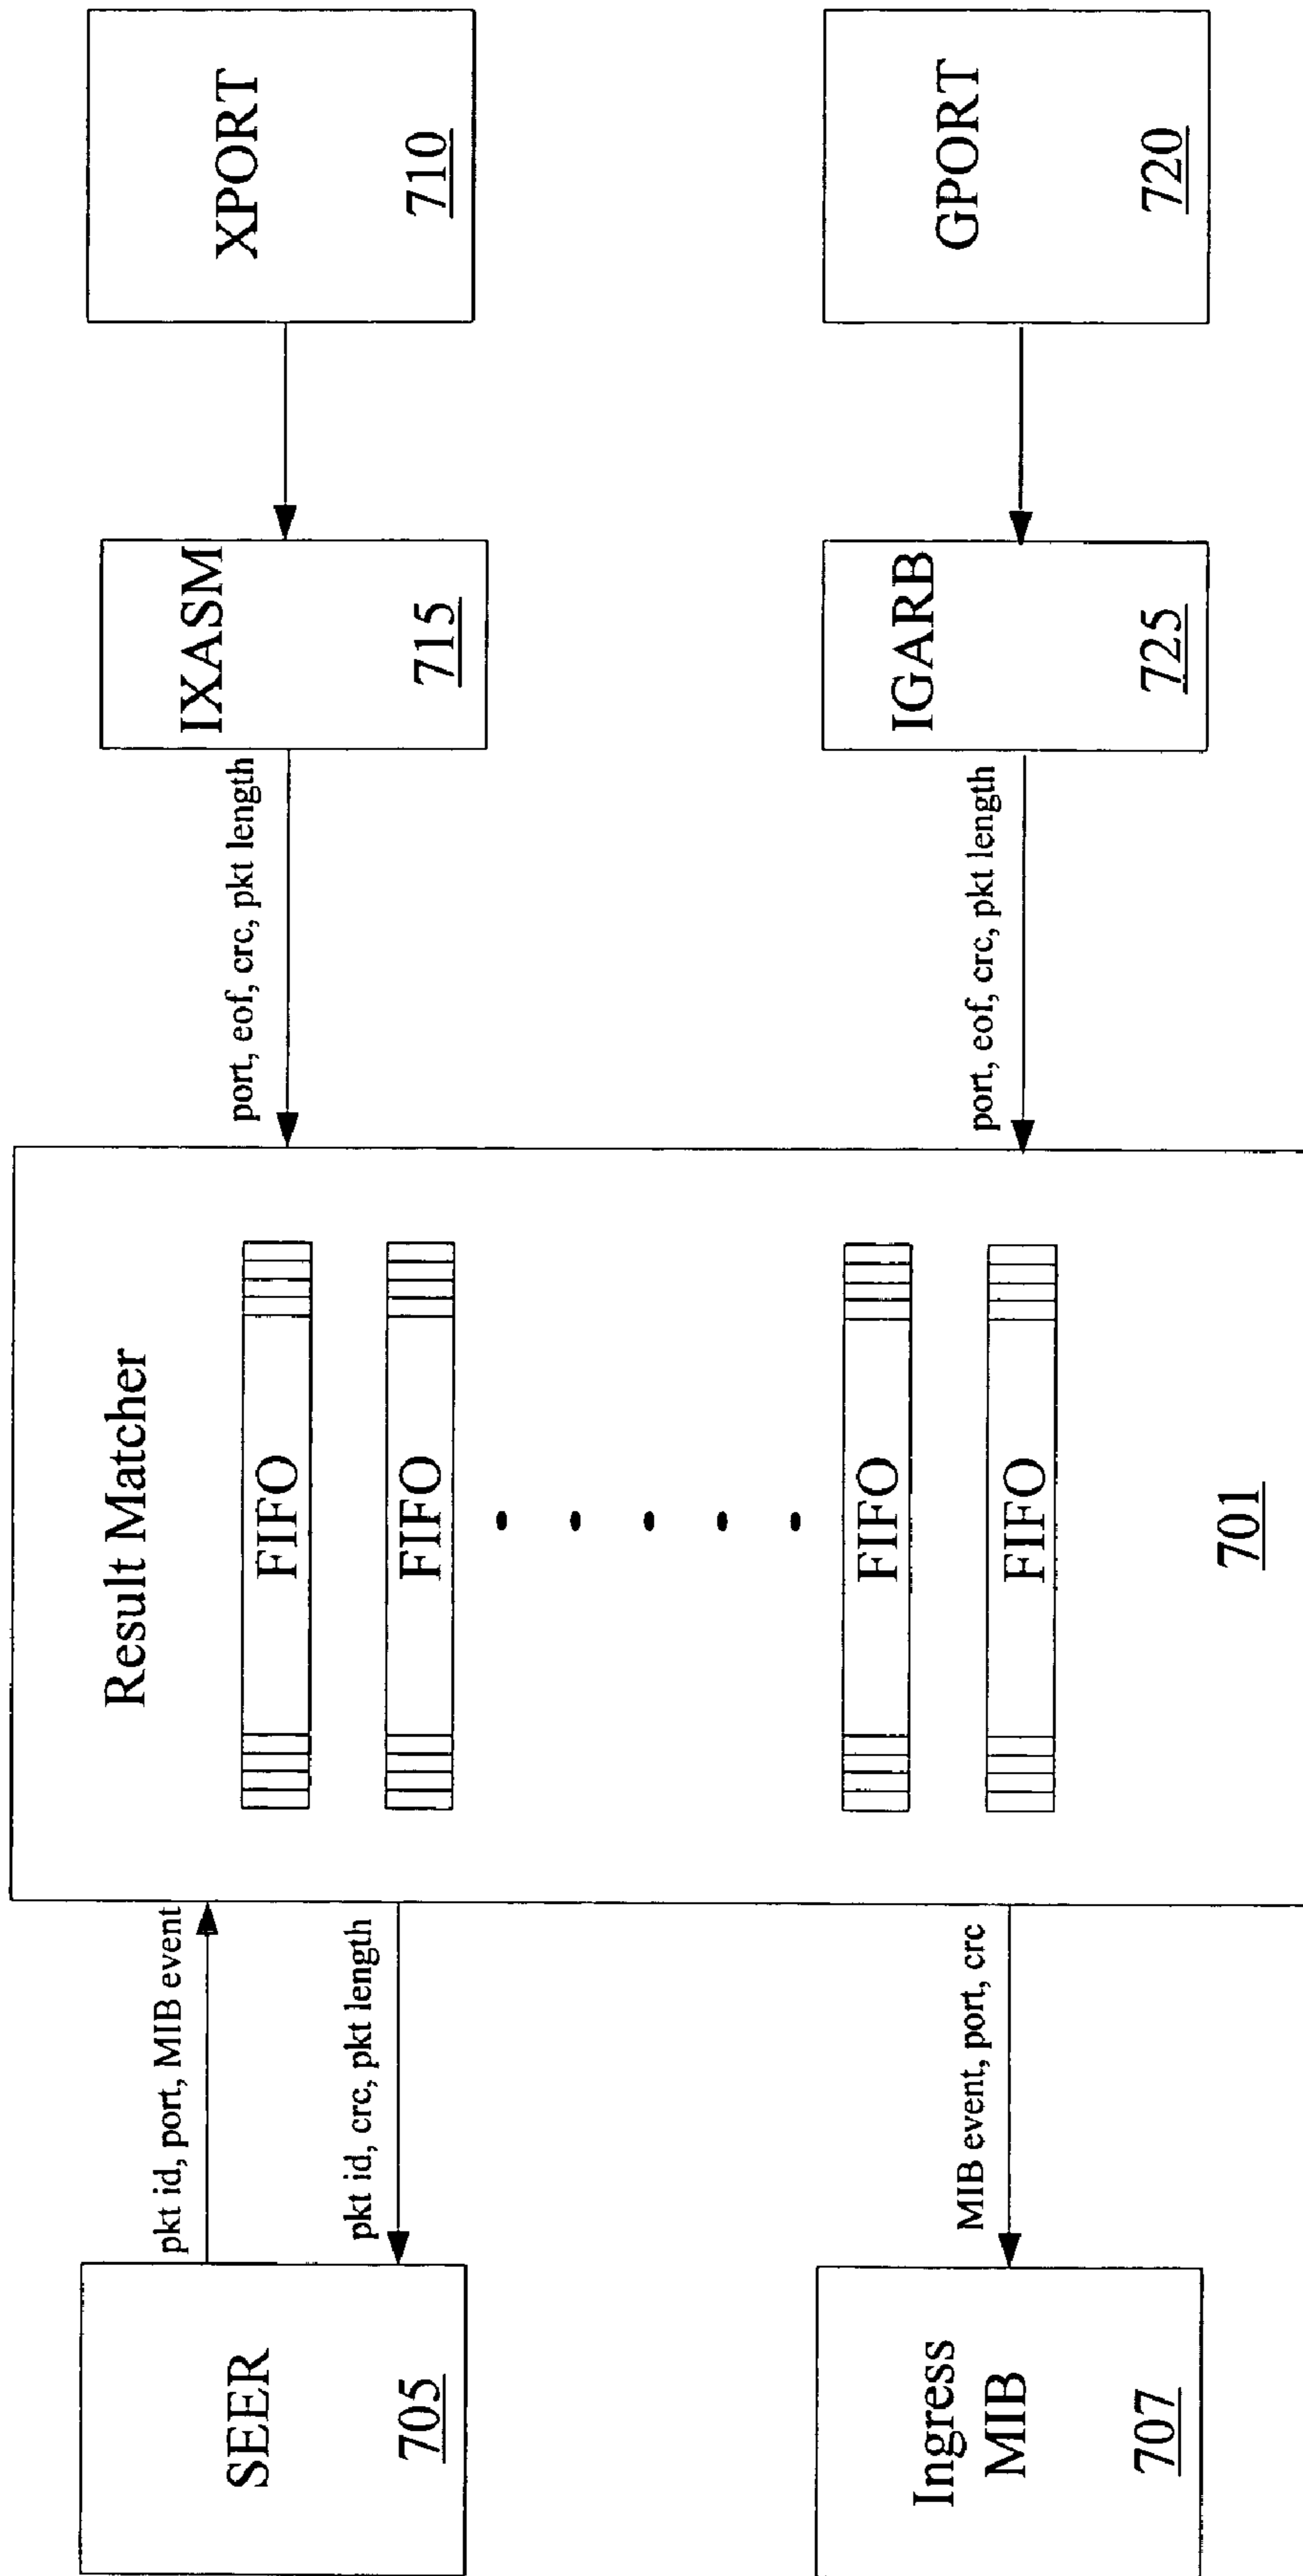 SEER
705
Ingress
MIB
707
pkt id, port, MIB event
pkt id, crc, pkt length
MIB event, port, crc
Result Matcher
FIFO
FIFO
FIFO
FIFO
701
port, eof, crc, pkt length
port, eof, crc, pkt length
IXASM
715
IGARB
725
XPORT
710
GPORT
720